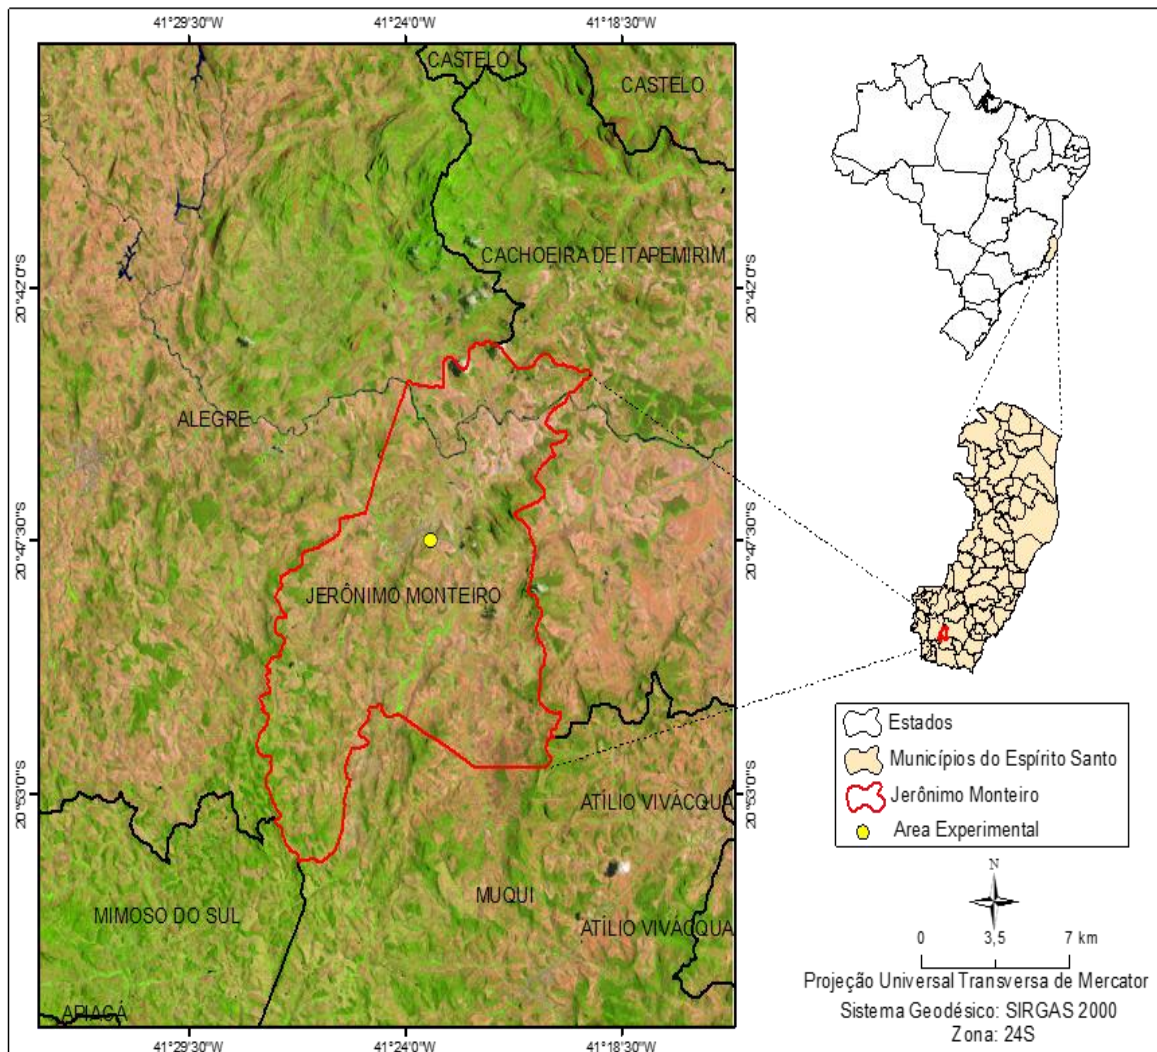 41°29'30"W
41°24'0"W
41°18'30"W
CASTELO
CASTELO
CACHOEIRA DE ITAPEMIRIM
20°42'0"S
20°42'0"S
ALEGRE
20°47'30"S
20°47'30"S
JERÔNIMO MONTEIRO
20°53'0"S
20°53'0"S
ATÍLIO VIVÁCQUA
MUQUI
MIMOSO DO SUL
ATÍLIO VIVÁCQUA
APIACÁ
41°29'30"W
41°24'0"W
41°18'30"W
Estados
Municípios do Espírito Santo
Jerônimo Monteiro
Area Experimental
N
0 3,5 7 km
Projeção Universal Transversa de Mercator
Sistema Geodésico: SIRGAS 2000
Zona: 24S